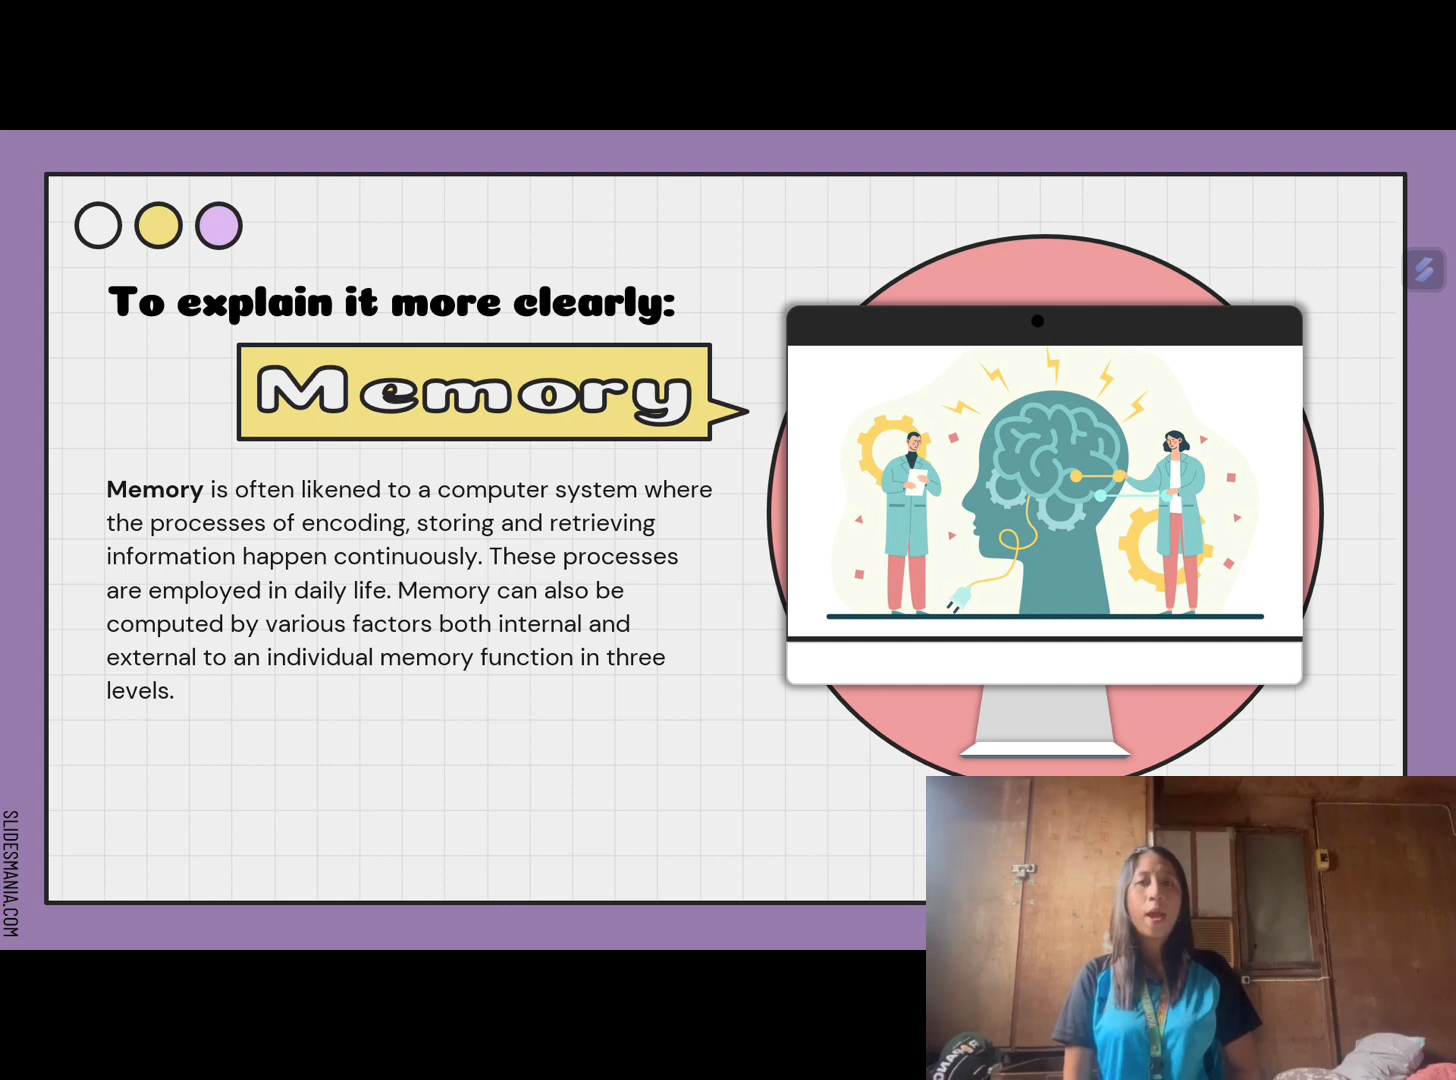 To explain it more clearly:
Memory
Memory is often likened to a computer system where
the processes of encoding, storing and retrieving
information happen continuously. These processes
are employed in daily life. Memory can also be
computed by various factors both internal and
external to an individual memory function in three
levels.
SLIDESMANIA.COM